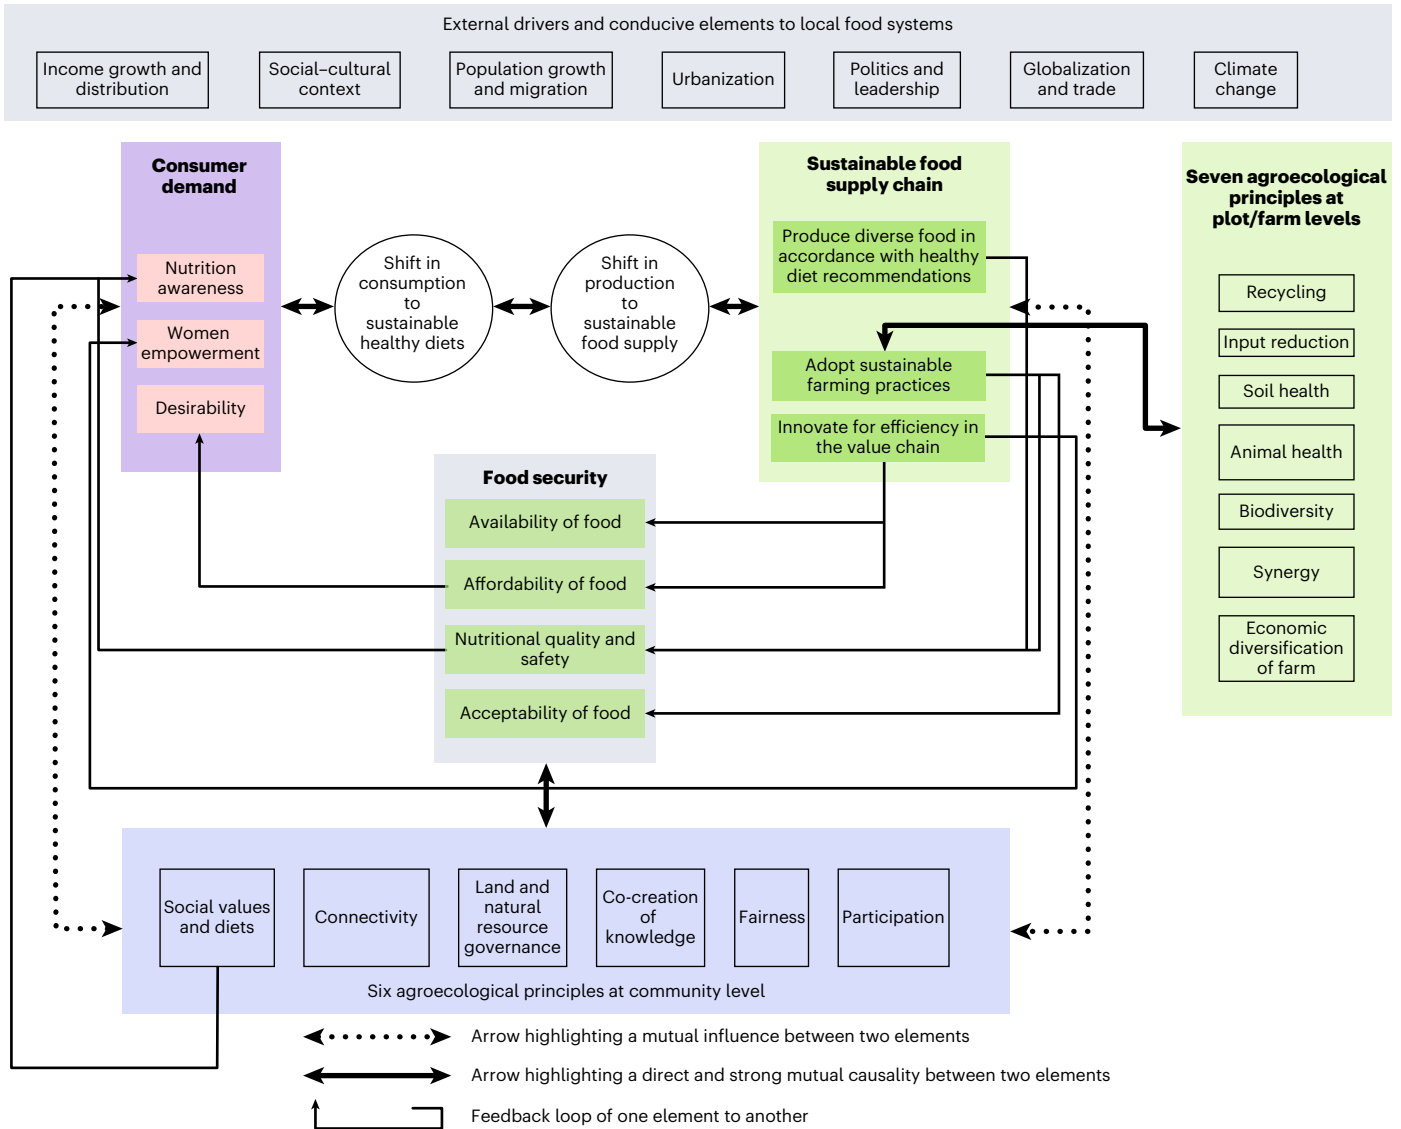 External drivers and conducive elements to local food systems
Income growth and
distribution
Social–cultural
context
Population growth
and migration
Urbanization
Politics and
leadership
Globalization
and trade
Climate
change
Consumer
demand
Nutrition
awareness
Women
empowerment
Desirability
Shift in
consumption
to
sustainable
healthy diets
Shift in
production
to
sustainable
food supply
Sustainable food
supply chain
Produce diverse food in
accordance with healthy
diet recommendations
Adopt sustainable
farming practices
Innovate for efficiency in
the value chain
Seven agroecological
principles at
plot/farm levels
Recycling
Input reduction
Soil health
Animal health
Biodiversity
Synergy
Economic
diversification
of farm
Food security
Availability of food
Affordability of food
Nutritional quality and
safety
Acceptability of food
Social values
and diets
Connectivity
Land and
natural
resource
governance
Co-creation
of
knowledge
Fairness
Participation
Six agroecological principles at community level
Arrow highlighting a mutual influence between two elements
Arrow highlighting a direct and strong mutual causality between two elements
Feedback loop of one element to another